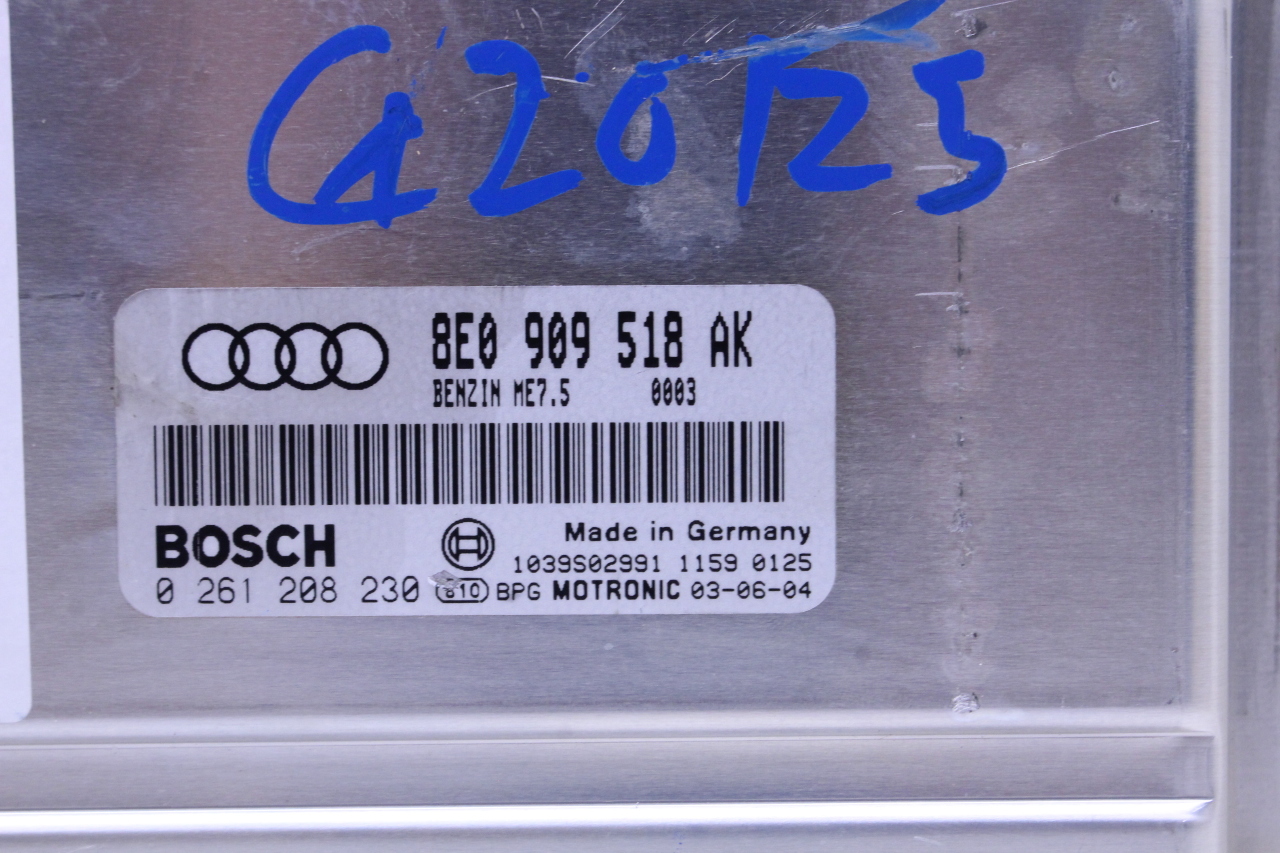 G20125
8E0 909 518 AK
BENZIN ME7.5 0003
BOSCH
Made in Germany
1039S02991 1159 0125
0 261 208 230 810 BPG MOTRONIC 03-06-04